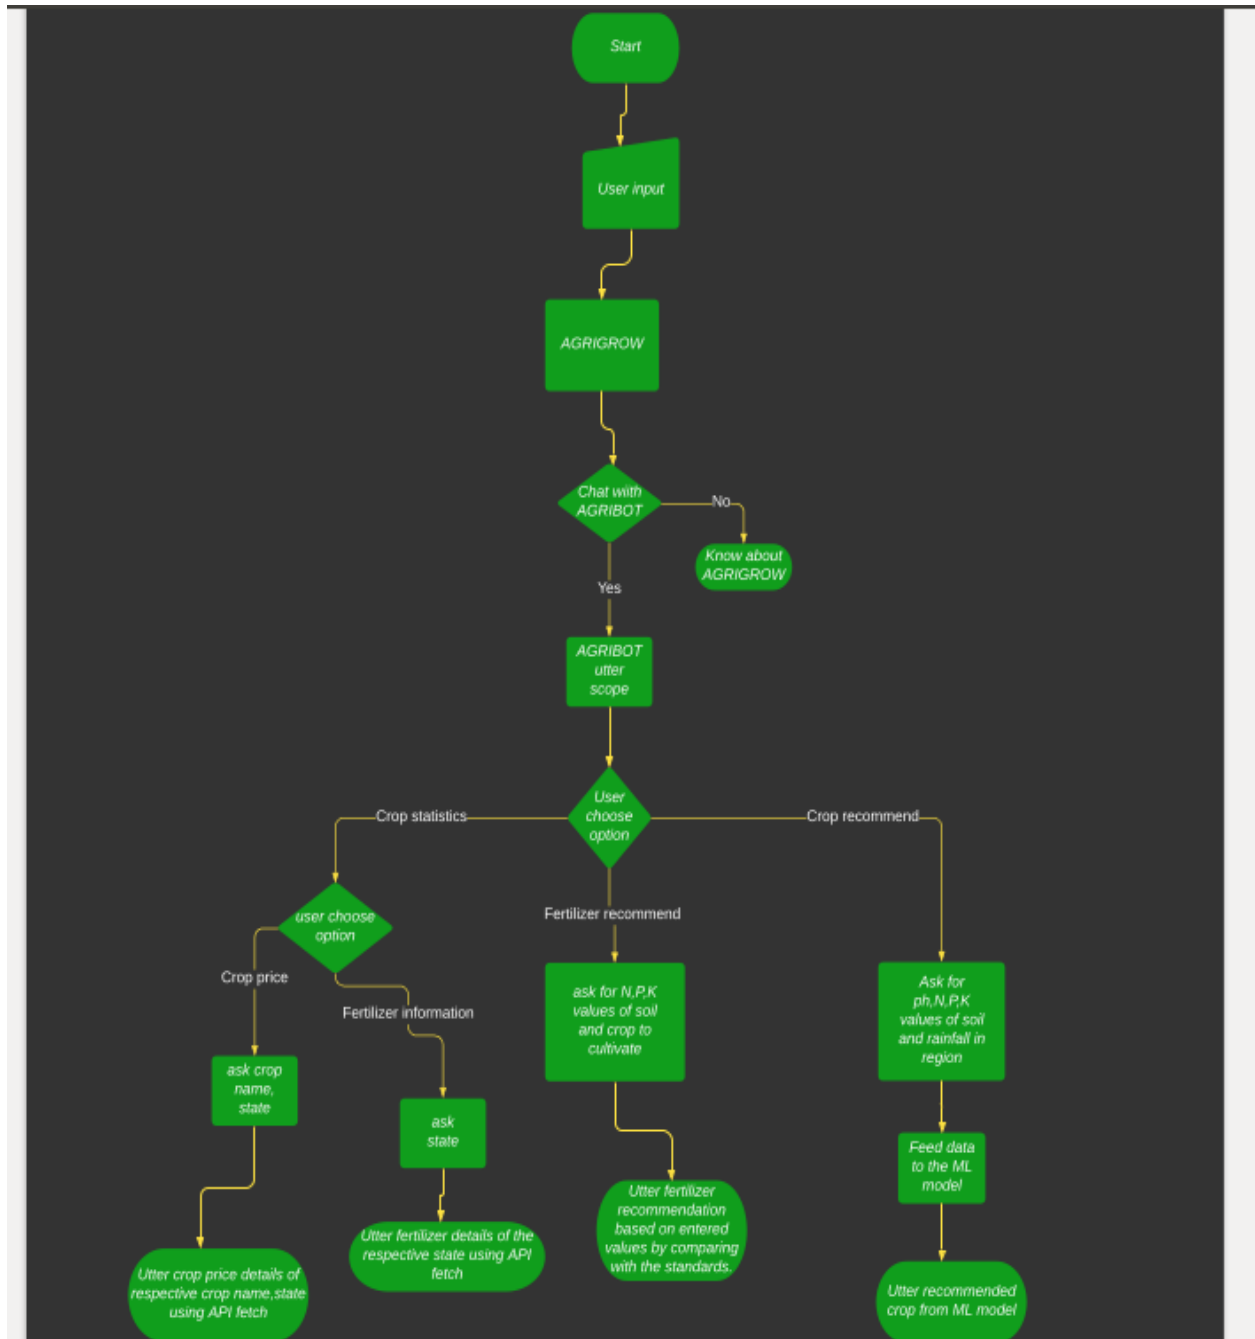 Start
User input
AGRIGROW
Chat wiith
AGRIBOT
No
Know about
AGRIGROW
Yes
AGRIBOT
utter
scope
User
choose
option
Crop statistics
Crop recommend
user choose
option
Fertilizer recommend
Crop price
Fertilizer information
ask for N,P,K
values of soil
and crop to
cultivate
Ask for
ph,N,P,K
values of soil
and rainfall in
region
ask crop
name,
state
ask
state
Feed data
to the ML
model
Utter crop price details of
respective crop name,state
using API fetch
Utter fertilizer details of the
respective state using API
fetch
Utter fertilizer
recommendation
based on entered
values by comparing
with the standards.
Utter recommended
crop from ML model